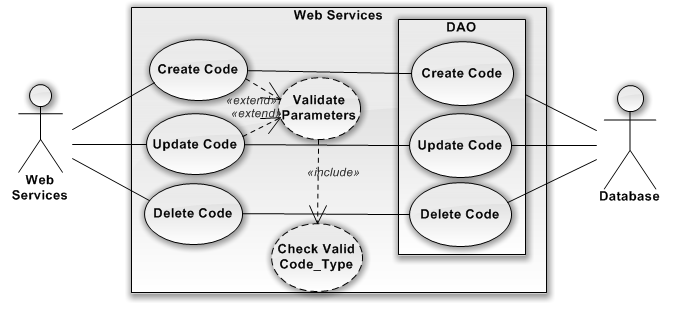 Web Services
DAO
Create Code
Create Code
«extend»
Validate
Parameters
«extend»
Update Code
Update Code
Web
Services
Database
«include»
Delete Code
Delete Code
Check Valid
Code_Type